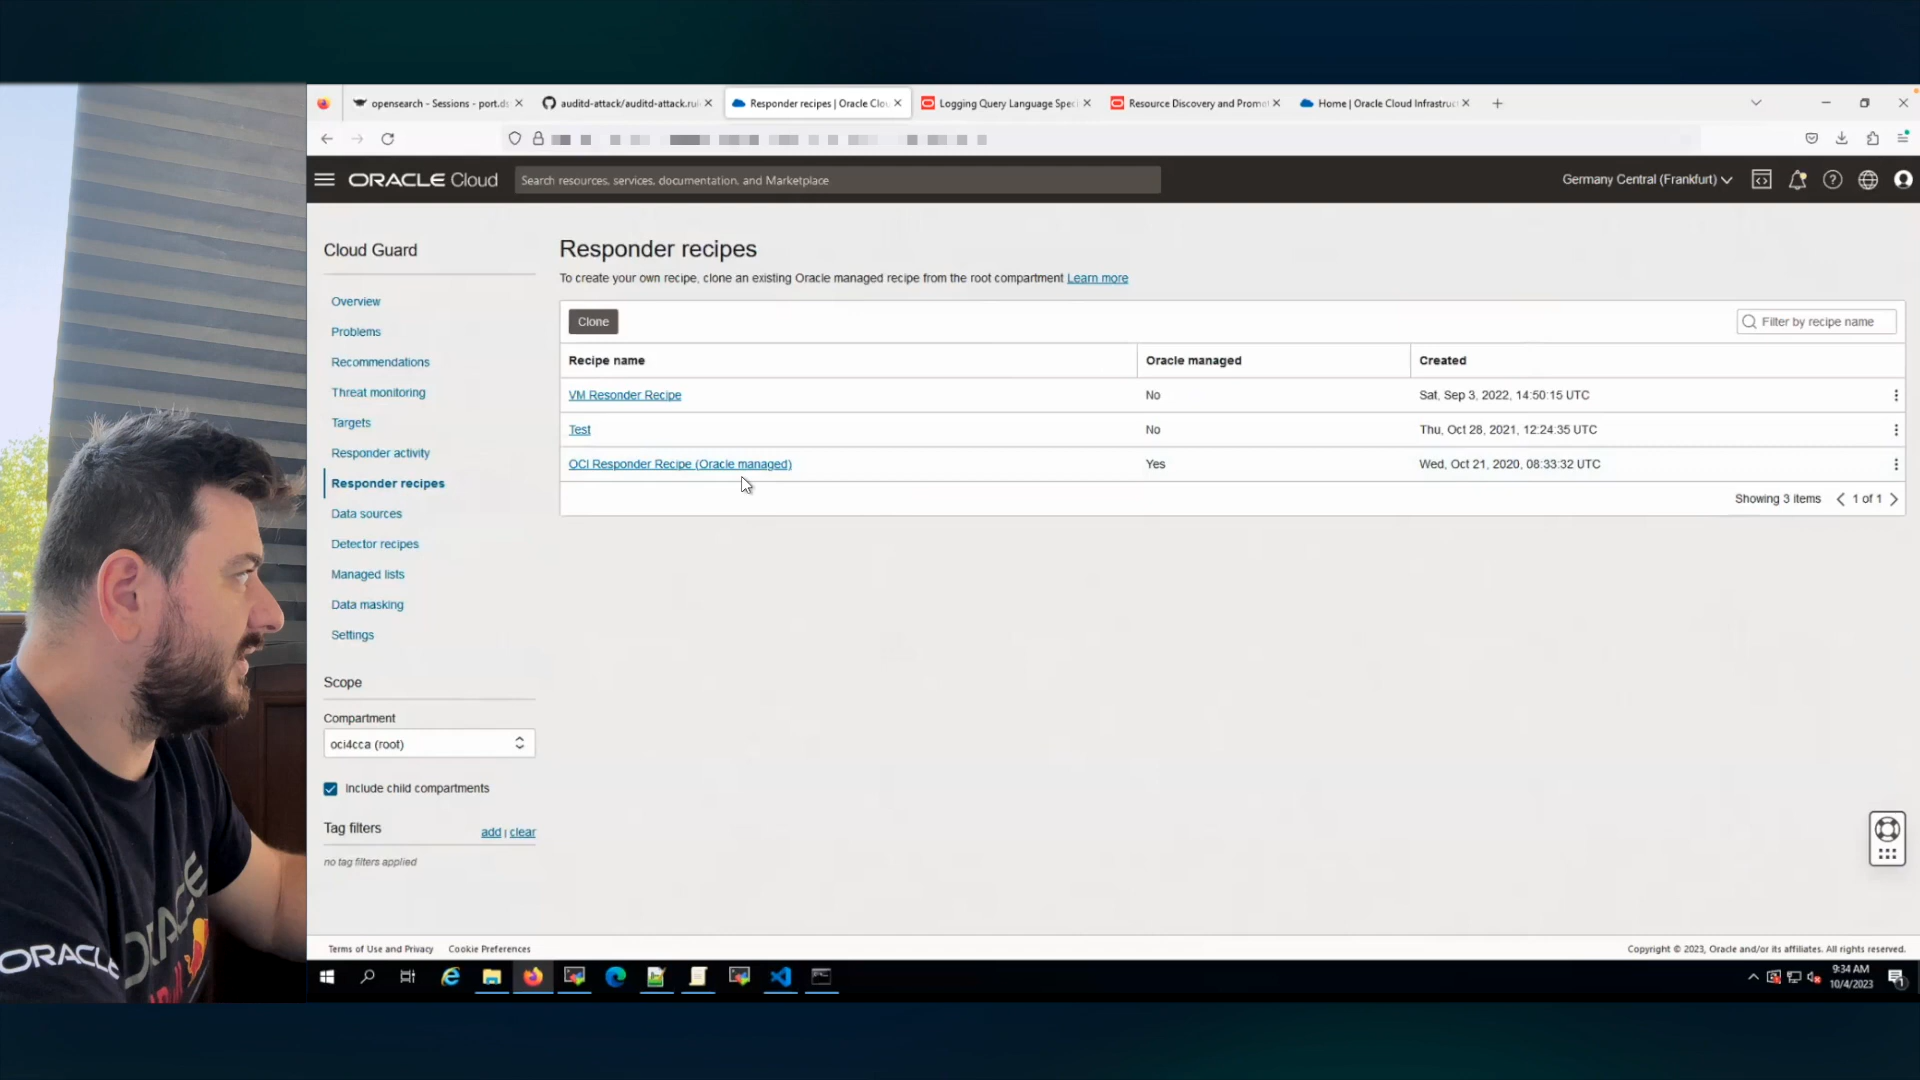 opensearch - Sessions - port.ds
auditd-attack/auditd-attack.rul
Responder recipes | Oracle Clou
Logging Query Language Speci
Resource Discovery and Promot
Home | Oracle Cloud Infrastruct
ORACLE Cloud
Search resources, services, documentation, and Marketplace
Germany Central (Frankfurt)
Cloud Guard
Overview
Problems
Recommendations
Threat monitoring
Targets
Responder activity
Responder recipes
Data sources
Detector recipes
Managed lists
Data masking
Settings
Scope
Compartment
oci4cca (root)
Include child compartments
Tag filters
add | clear
no tag filters applied
Responder recipes
To create your own recipe, clone an existing Oracle managed recipe from the root compartment Learn more
Clone
Filter by recipe name
Recipe name Oracle managed Created
VM Resonder Recipe No Sat, Sep 3, 2022, 14:50:15 UTC
Test No Thu, Oct 28, 2021, 12:24:35 UTC
OCI Responder Recipe (Oracle managed) Yes Wed, Oct 21, 2020, 08:33:32 UTC
Showing 3 items 1 of 1
Terms of Use and Privacy Cookie Preferences
Copyright © 2023, Oracle and/or its affiliates. All rights reserved.
9:34 AM
10/4/2023
ORACLE
ORACLE